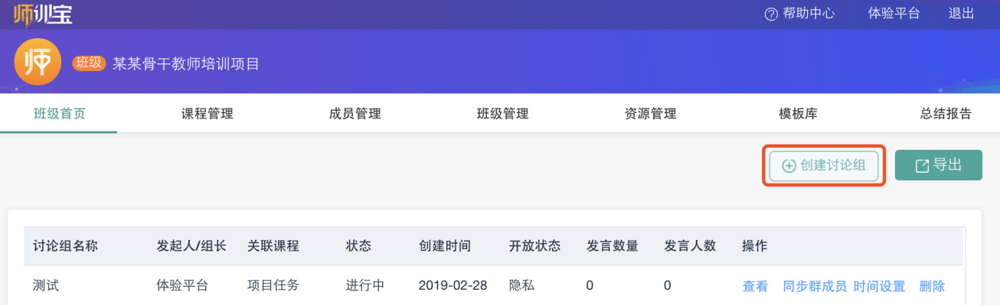 师训宝 帮助中心 体验平台 退出
师 班级 某某骨干教师培训项目
班级首页 课程管理 成员管理 班级管理 资源管理 模板库 总结报告
创建讨论组 导出
讨论组名称 发起人/组长 关联课程 状态 创建时间 开放状态 发言数量 发言人数 操作
测试 体验平台 项目任务 进行中 2019-02-28 隐私 0 0 查看 同步群成员 时间设置 删除